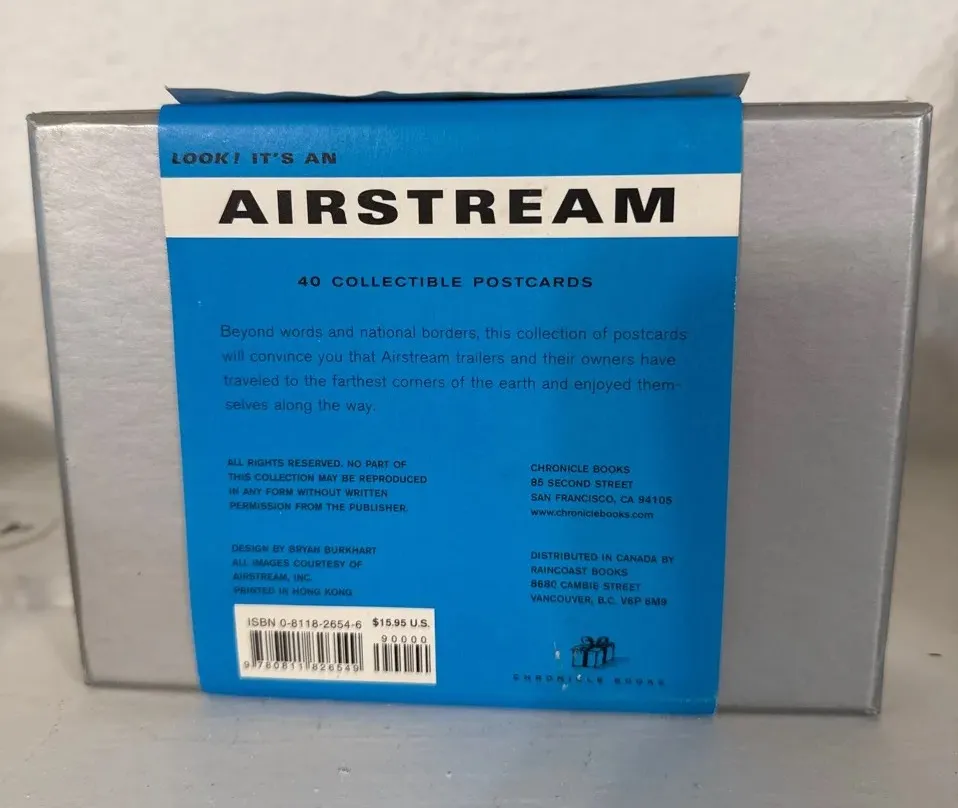 LOOK! IT'S AN
AIRSTREAM
40 COLLECTIBLE POSTCARDS
Beyond words and national borders, this collection of postcards
will convince you that Airstream trailers and their owners have
traveled to the farthest corners of the earth and enjoyed them-
selves along the way.
ALL RIGHTS RESERVED. NO PART OF
THIS COLLECTION MAY BE REPRODUCED
IN ANY FORM WITHOUT WRITTEN
PERMISSION FROM THE PUBLISHER.
DESIGN BY BRYAN BURKHART
ALL IMAGES COURTESY OF
AIRSTREAM, INC.
PRINTED IN HONG KONG
ISBN 0-8118-2654-6 $15.95 U.S.
90000
9 780811 826549
CHRONICLE BOOKS
85 SECOND STREET
SAN FRANCISCO, CA 94105
www.chroniclebooks.com
DISTRIBUTED IN CANADA BY
RAINCOAST BOOKS
8680 CAMBIE STREET
VANCOUVER, B.C. V6P 6M9
CHRONICLE BOOKS